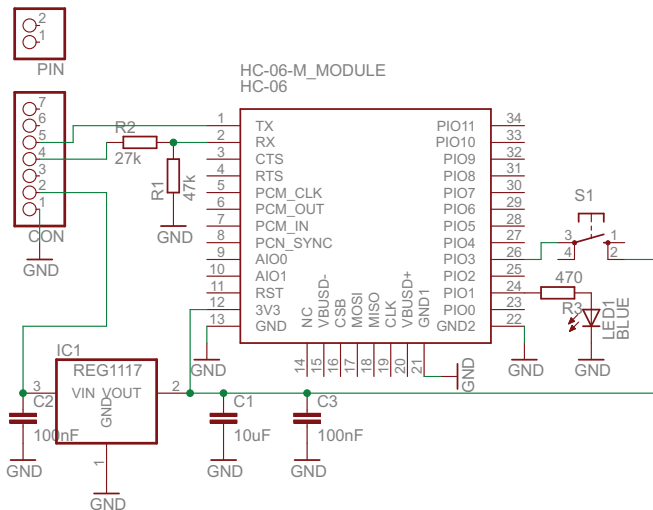 2
1
PIN
HC-06-M_MODULE
HC-06
7
6
5
4
3
2
1
CON
GND
R2
27k
R1
47k
GND
1 TX PIO11 34
2 RX PIO10 33
3 CTS PIO9 32
4 RTS PIO8 31
5 PCM_CLK PIO7 30
6 PCM_OUT PIO6 29
7 PCM_IN PIO5 28
8 PCN_SYNC PIO4 27
9 AIO0 PIO3 26
10 AIO1 PIO2 25
11 RST PIO1 24
12 3V3 PIO0 23
13 GND GND2 22
NC VBUSD- CSB MOSI MISO CLK VBUSD+ GND1
14 15 16 17 18 19 20 21
GND
GND
GND
S1
3 1
4 2
470
R3
LED1
BLUE
GND
IC1
REG1117
3 VIN VOUT 2
GND
1
GND
C2
100nF
GND
C1
10uF
GND
C3
100nF
GND